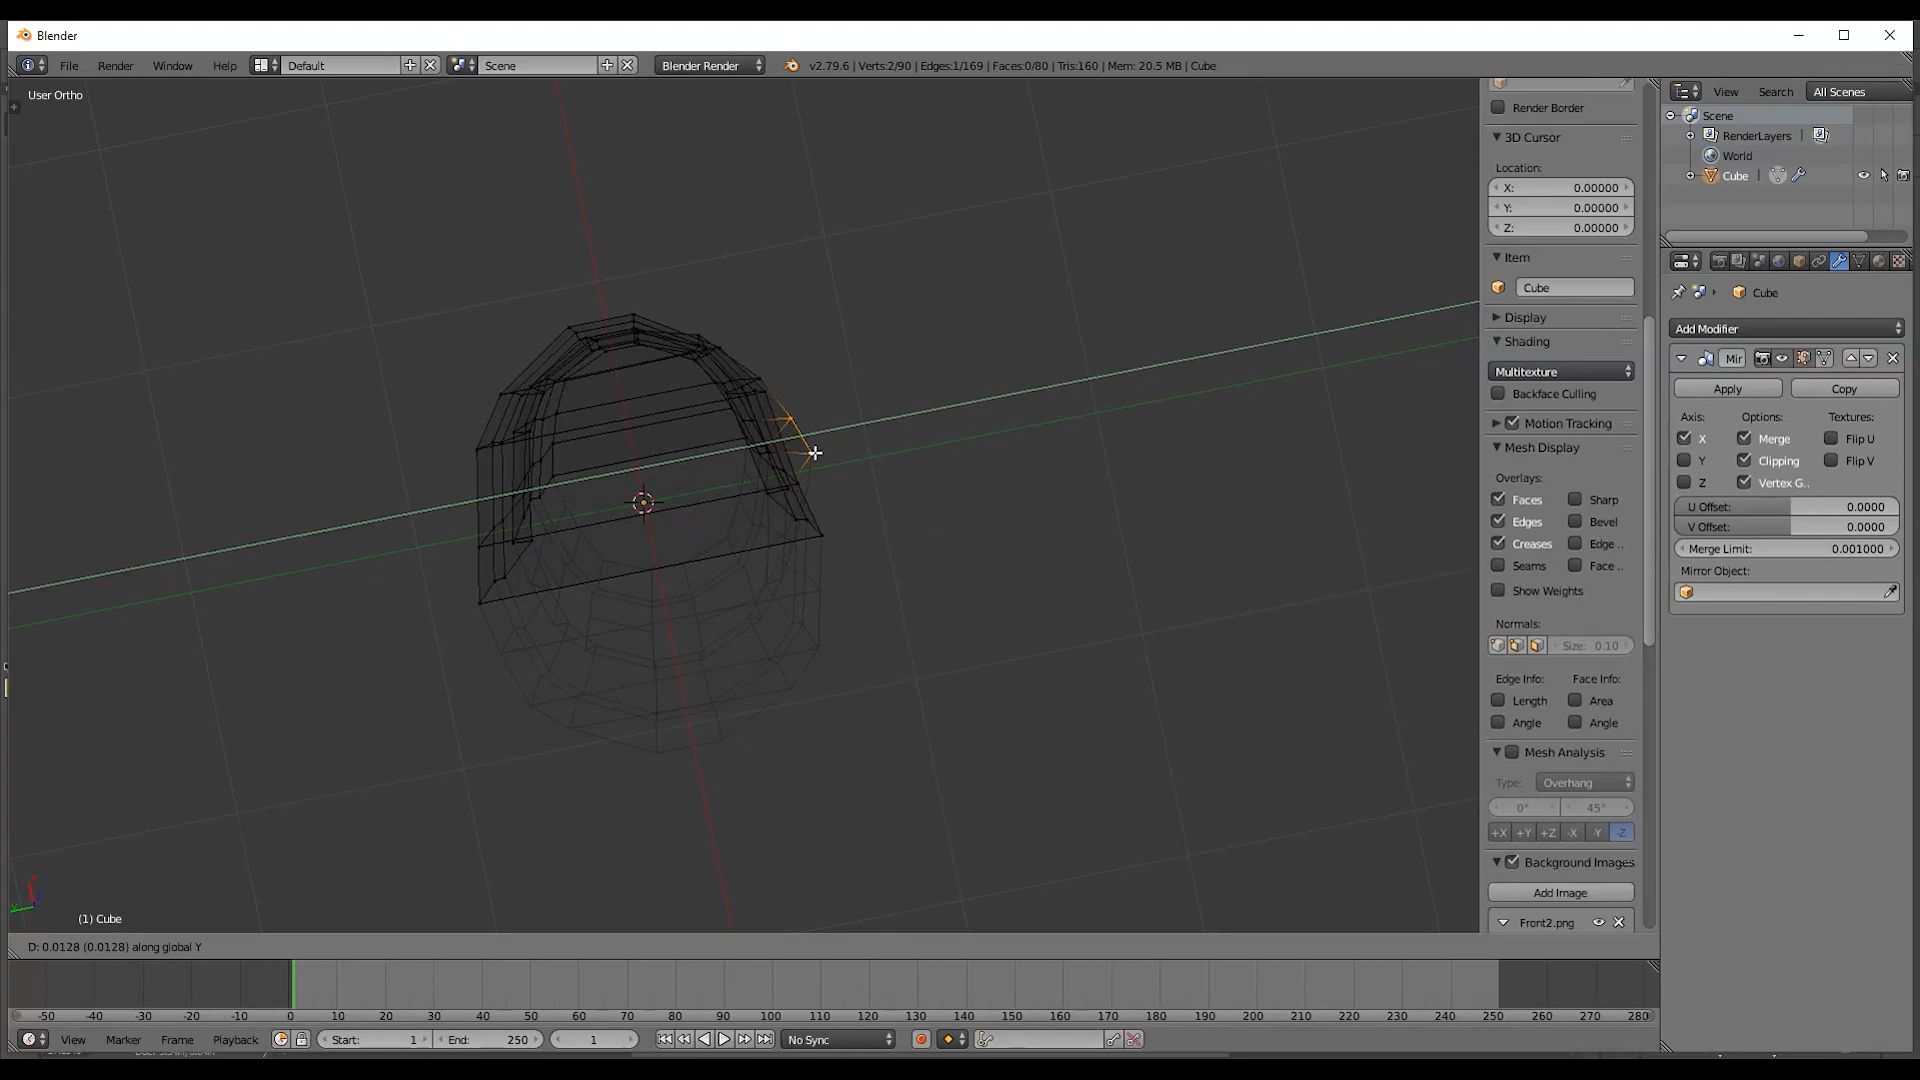 Blender
File Render Window Help Default Scene Blender Render v2.79.6 | Verts:2/90 | Edges:1/169 | Faces:0/80 | Tris:160 | Mem: 20.5 MB | Cube
User Ortho
View Search All Scenes
Scene
RenderLayers |
World
Cube |
Render Border
3D Cursor
Location:
X: 0.00000
Y: 0.00000
Z: 0.00000
Item
Cube
Display
Shading
Multitexture
Backface Culling
Motion Tracking
Mesh Display
Overlays:
Faces Sharp
Edges Bevel
Creases Edge ..
Seams Face ..
Show Weights
Normals:
Size: 0.10
Edge Info: Face Info:
Length Area
Angle Angle
Mesh Analysis
Type: Overhang
0° 45°
+X +Y +Z -X -Y -Z
Background Images
Add Image
Front2.png
Cube
Add Modifier
Mir
Apply Copy
Axis: Options: Textures:
X Merge Flip U
Y Clipping Flip V
Z Vertex G..
U Offset: 0.0000
V Offset: 0.0000
Merge Limit: 0.001000
Mirror Object:
(1) Cube
D: 0.0128 (0.0128) along global Y
-50 -40 -30 -20 -10 0 10 20 30 40 50 60 70 80 90 100 110 120 130 140 150 160 170 180 190 200 210 220 230 240 250 260 270 280
View Marker Frame Playback Start: 1 End: 250 1 No Sync